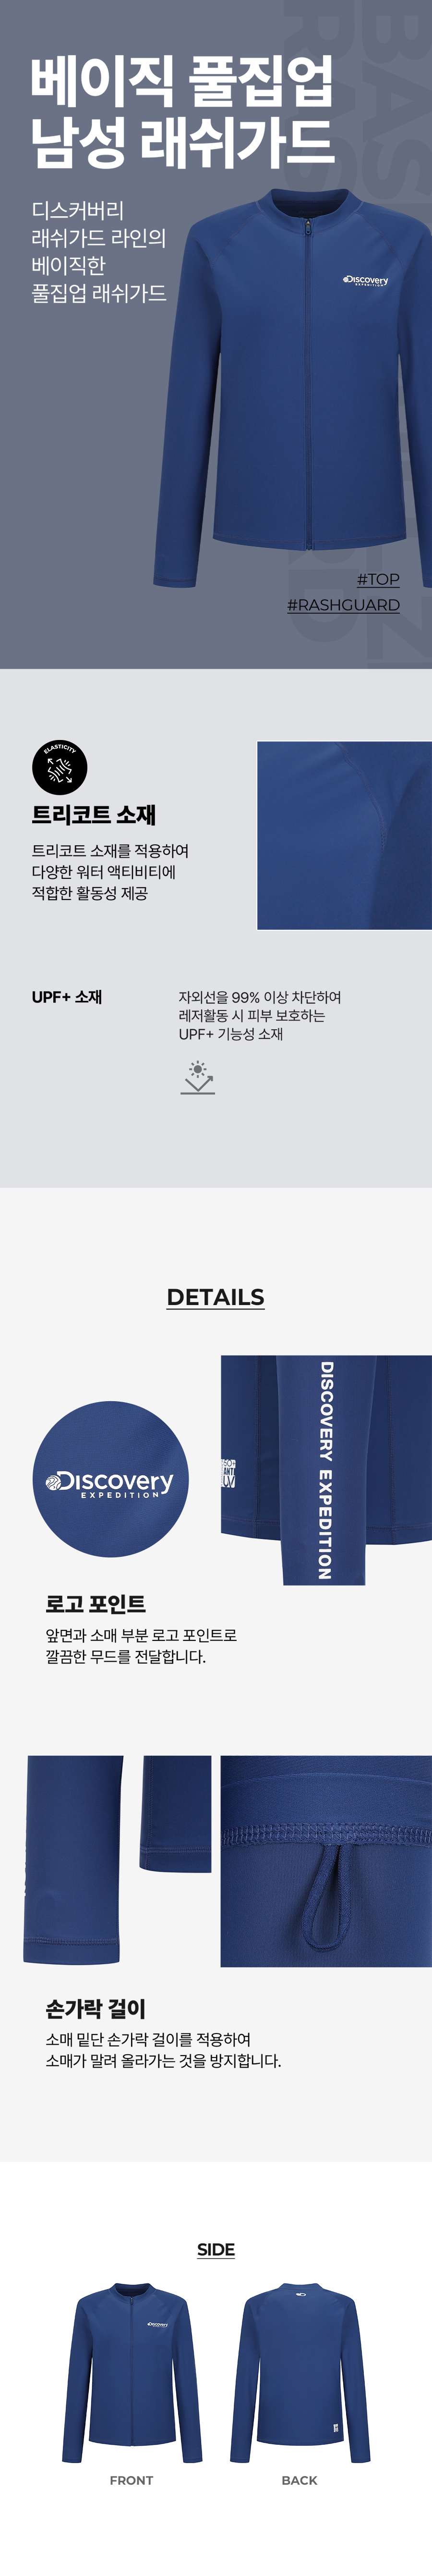 베이직 풀집업
남성 래쉬가드
디스커버리
래쉬가드 라인의
베이직한
풀집업 래쉬가드
Discovery
EXPEDITION
#TOP
#RASHGUARD
ELASTICITY
트리코트 소재
트리코트 소재를 적용하여
다양한 워터 액티비티에
적합한 활동성 제공
UPF+ 소재
자외선을 99% 이상 차단하여
레저활동 시 피부 보호하는
UPF+ 기능성 소재
DETAILS
Discovery
EXPEDITION
DISCOVERY EXPEDITION
로고 포인트
앞면과 소매 부분 로고 포인트로
깔끔한 무드를 전달합니다.
손가락 걸이
소매 밑단 손가락 걸이를 적용하여
소매가 말려 올라가는 것을 방지합니다.
SIDE
Discovery
FRONT
BACK